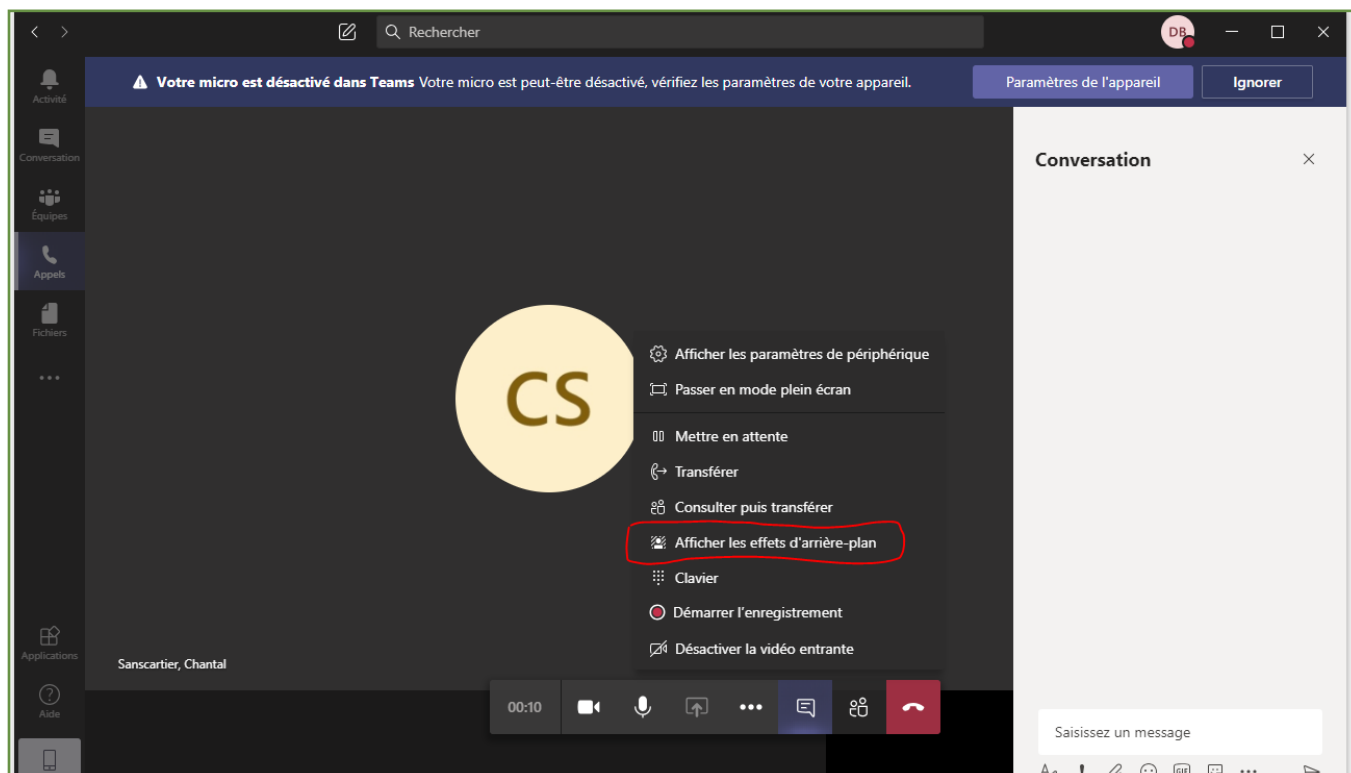 Rechercher
DB
Votre micro est désactivé dans Teams Votre micro est peut-être désactivé, vérifiez les paramètres de votre appareil.
Paramètres de l'appareil
Ignorer
Activité
Conversation
Équipes
Appels
Fichiers
Applications
Aide
Conversation
CS
Afficher les paramètres de périphérique
Passer en mode plein écran
Mettre en attente
Transférer
Consulter puis transférer
Afficher les effets d'arrière-plan
Clavier
Démarrer l'enregistrement
Désactiver la vidéo entrante
Sanscartier, Chantal
00:10
Saisissez un message
GIF